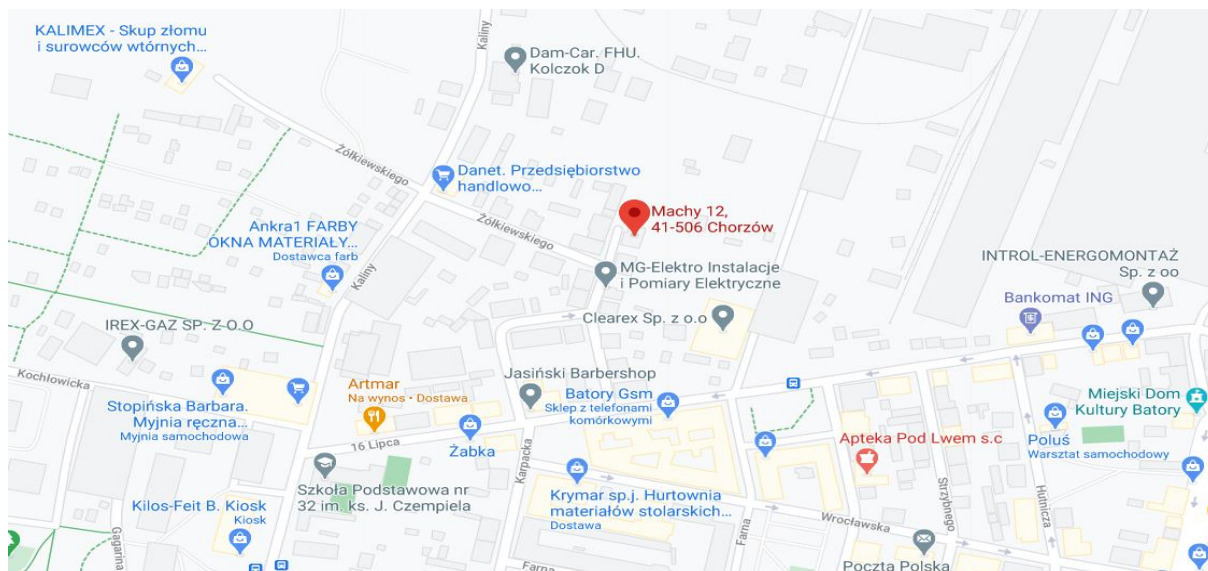 KALIMEX - Skup złomu
i surowców wtórnych...
Kaliny
Dam-Car. FHU.
Kolczok D
Żółkiewskiego
Danet. Przedsiębiorstwo
handlowo...
Machy 12,
41-506 Chorzów
Żółkiewskiego
Ankra1 FARBY
OKNA MATERIAŁY...
Dostawca farb
Kaliny
MG-Elektro Instalacje
i Pomiary Elektryczne
INTROL-ENERGOMONTAŻ
Sp. z oo
Bankomat ING
Clearex Sp. z o.o
IREX-GAZ SP. Z O.O
Kochłowicka
Jasiński Barbershop
Artmar
Na wynos • Dostawa
Batory Gsm
Sklep z telefonami
komórkowymi
Miejski Dom
Kultury Batory
Stopińska Barbara.
Myjnia ręczna...
Myjnia samochodowa
16 Lipca
Żabka
Karpacka
Apteka Pod Lwem s.c
Poluś
Warsztat samochodowy
Szkoła Podstawowa nr
32 im. ks. J. Czempiela
Krymar sp.j. Hurtownia
materiałów stolarskich...
Dostawa
Strzybnego
Hutnicza
Kilos-Feit B. Kiosk
Kiosk
Wrocławska
Gagarina
Farna
Farna
Poczta Polska